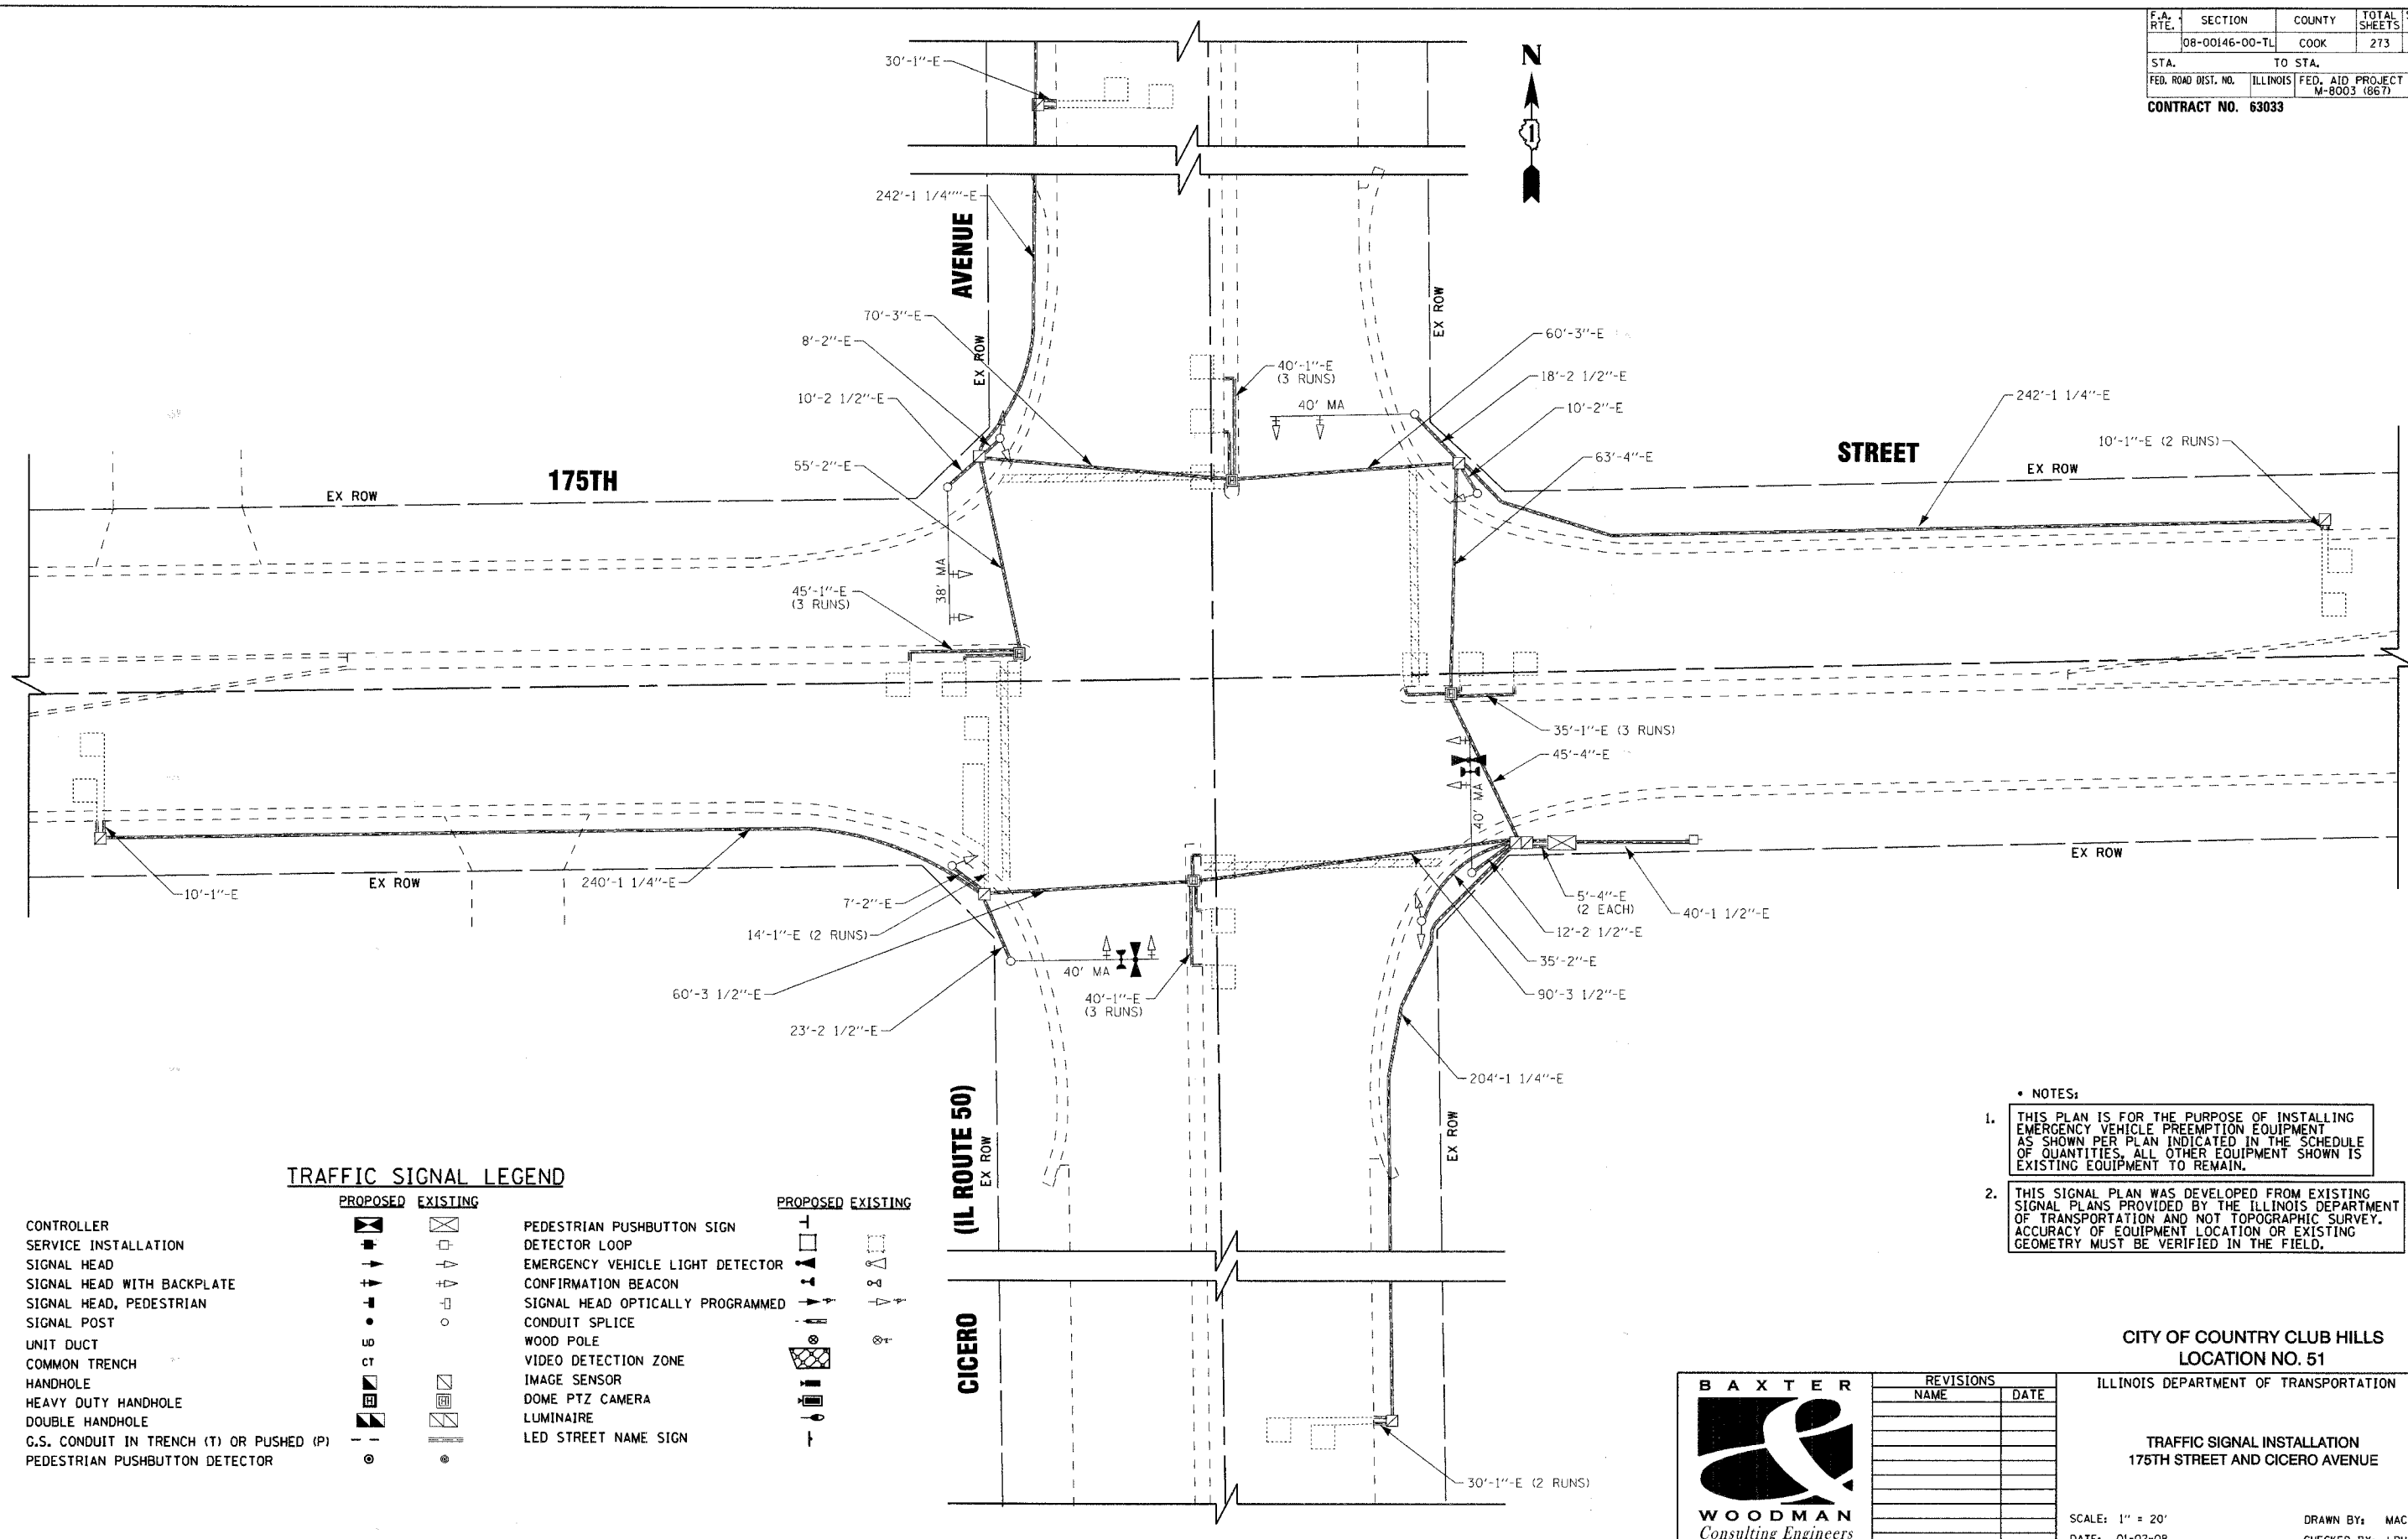 F.A. RTE. SECTION COUNTY TOTAL SHEETS
08-00146-00-TL COOK 273
STA. TO STA.
FED. ROAD DIST. NO. ILLINOIS FED. AID PROJECT
M-8003 (867)
CONTRACT NO. 63033
N
1
30'-1''-E
242'-1 1/4''''-E
AVENUE
EX ROW
70'-3''-E
8'-2''-E
10'-2 1/2''-E
55'-2''-E
40'-1''-E
(3 RUNS)
40' MA
EX ROW
60'-3''-E
18'-2 1/2''-E
10'-2''-E
63'-4''-E
242'-1 1/4''-E
10'-1''-E (2 RUNS)
175TH
STREET
EX ROW
EX ROW
38' MA
45'-1''-E
(3 RUNS)
35'-1''-E (3 RUNS)
45'-4''-E
40' MA
10'-1''-E
EX ROW
240'-1 1/4''-E
7'-2''-E
14'-1''-E (2 RUNS)
60'-3 1/2''-E
23'-2 1/2''-E
40' MA
40'-1''-E
(3 RUNS)
5'-4''-E
(2 EACH)
40'-1 1/2''-E
12'-2 1/2''-E
35'-2''-E
90'-3 1/2''-E
204'-1 1/4''-E
EX ROW
EX ROW
EX ROW
(IL ROUTE 50)
CICERO
30'-1''-E (2 RUNS)
• NOTES:
1. THIS PLAN IS FOR THE PURPOSE OF INSTALLING
EMERGENCY VEHICLE PREEMPTION EQUIPMENT
AS SHOWN PER PLAN INDICATED IN THE SCHEDULE
OF QUANTITIES. ALL OTHER EQUIPMENT SHOWN IS
EXISTING EQUIPMENT TO REMAIN.
2. THIS SIGNAL PLAN WAS DEVELOPED FROM EXISTING
SIGNAL PLANS PROVIDED BY THE ILLINOIS DEPARTMENT
OF TRANSPORTATION AND NOT TOPOGRAPHIC SURVEY.
ACCURACY OF EQUIPMENT LOCATION OR EXISTING
GEOMETRY MUST BE VERIFIED IN THE FIELD.
TRAFFIC SIGNAL LEGEND
PROPOSED EXISTING
CONTROLLER
SERVICE INSTALLATION
SIGNAL HEAD
SIGNAL HEAD WITH BACKPLATE
SIGNAL HEAD, PEDESTRIAN
SIGNAL POST
UNIT DUCT UD
COMMON TRENCH CT
HANDHOLE
HEAVY DUTY HANDHOLE H H
DOUBLE HANDHOLE
G.S. CONDUIT IN TRENCH (T) OR PUSHED (P)
PEDESTRIAN PUSHBUTTON DETECTOR
PROPOSED EXISTING
PEDESTRIAN PUSHBUTTON SIGN
DETECTOR LOOP
EMERGENCY VEHICLE LIGHT DETECTOR
CONFIRMATION BEACON
SIGNAL HEAD OPTICALLY PROGRAMMED "P" "P"
CONDUIT SPLICE
WOOD POLE
VIDEO DETECTION ZONE
IMAGE SENSOR
DOME PTZ CAMERA
LUMINAIRE
LED STREET NAME SIGN
CITY OF COUNTRY CLUB HILLS
LOCATION NO. 51
BAXTER
&
WOODMAN
Consulting Engineers
REVISIONS
NAME DATE
ILLINOIS DEPARTMENT OF TRANSPORTATION
TRAFFIC SIGNAL INSTALLATION
175TH STREET AND CICERO AVENUE
SCALE: 1" = 20'
DRAWN BY: MAC